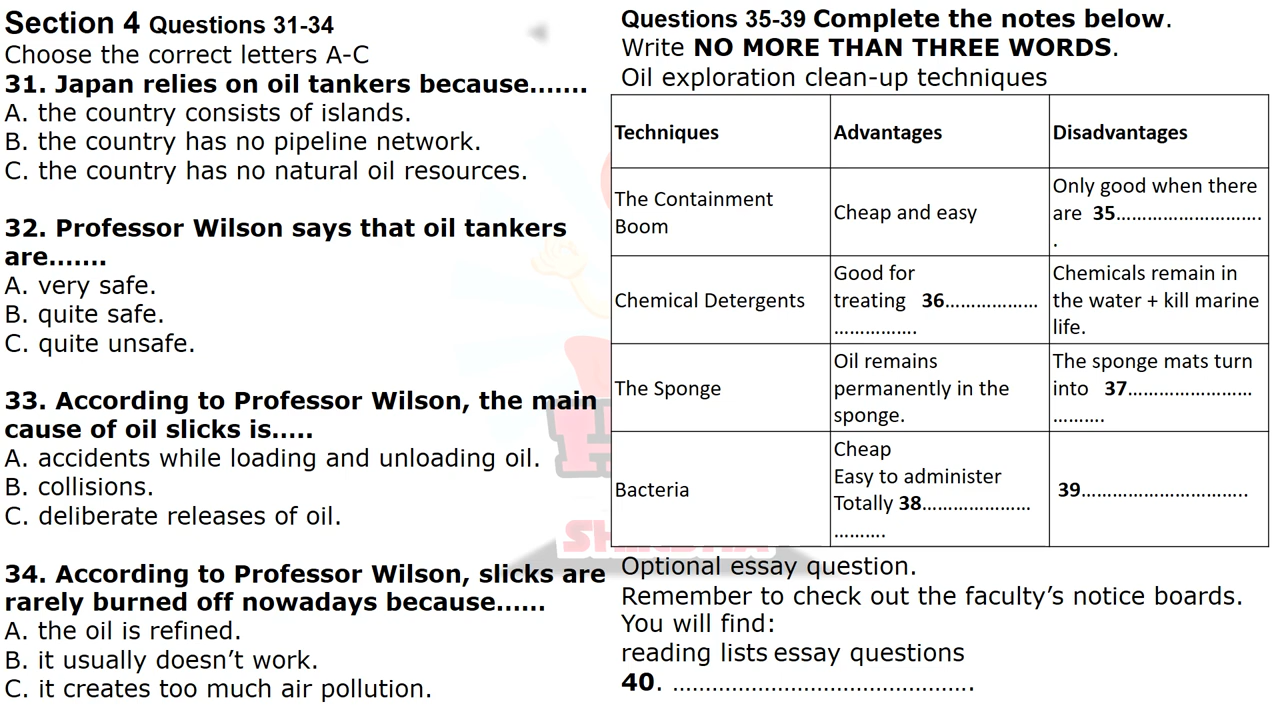 Section 4 Questions 31-34
Choose the correct letters A-C
31. Japan relies on oil tankers because.......
A. the country consists of islands.
B. the country has no pipeline network.
C. the country has no natural oil resources.
32. Professor Wilson says that oil tankers
are.......
A. very safe.
B. quite safe.
C. quite unsafe.
33. According to Professor Wilson, the main
cause of oil slicks is.....
A. accidents while loading and unloading oil.
B. collisions.
C. deliberate releases of oil.
34. According to Professor Wilson, slicks are
rarely burned off nowadays because......
A. the oil is refined.
B. it usually doesn’t work.
C. it creates too much air pollution.
Questions 35-39 Complete the notes below.
Write NO MORE THAN THREE WORDS.
Oil exploration clean-up techniques
Techniques
Advantages
Disadvantages
The Containment
Boom
Cheap and easy
Only good when there
are 35..............................
.
Chemical Detergents
Good for
treating 36..................
................
Chemicals remain in
the water + kill marine
life.
The Sponge
Oil remains
permanently in the
sponge.
The sponge mats turn
into 37........................
..........
Bacteria
Cheap
Easy to administer
Totally 38.....................
..........
39................................
Optional essay question.
Remember to check out the faculty’s notice boards.
You will find:
reading lists essay questions
40. .............................................